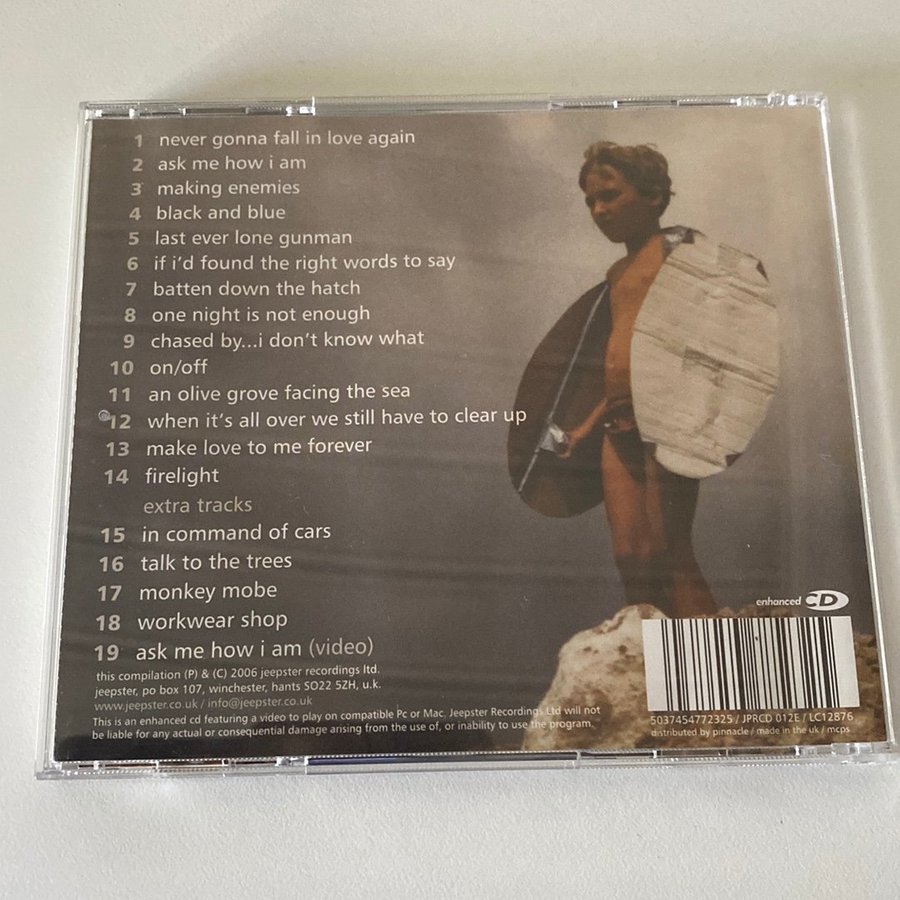 1 never gonna fall in love again
2 ask me how i am
3 making enemies
4 black and blue
5 last ever lone gunman
6 if i'd found the right words to say
7 batten down the hatch
8 one night is not enough
9 chased by...i don't know what
10 on/off
11 an olive grove facing the sea
12 when it's all over we still have to clear up
13 make love to me forever
14 firelight
extra tracks
15 in command of cars
16 talk to the trees
17 monkey mobe
18 workwear shop
19 ask me how i am (video)
this compilation (P) & (C) 2006 jeepster recordings ltd.
jeepster, po box 107, winchester, hants SO22 5ZH, u.k.
www.jeepster.co.uk / info@jeepster.co.uk
This is an enhanced cd featuring a video to play on compatible Pc or Mac. Jeepster Recordings Ltd will not
be liable for any actual or consequential damage arising from the use of, or inability to use the program.
enhanced CD
5037454772325 / JPRCD 012E / LC12876
distributed by pinnacle / made in the uk / mcps